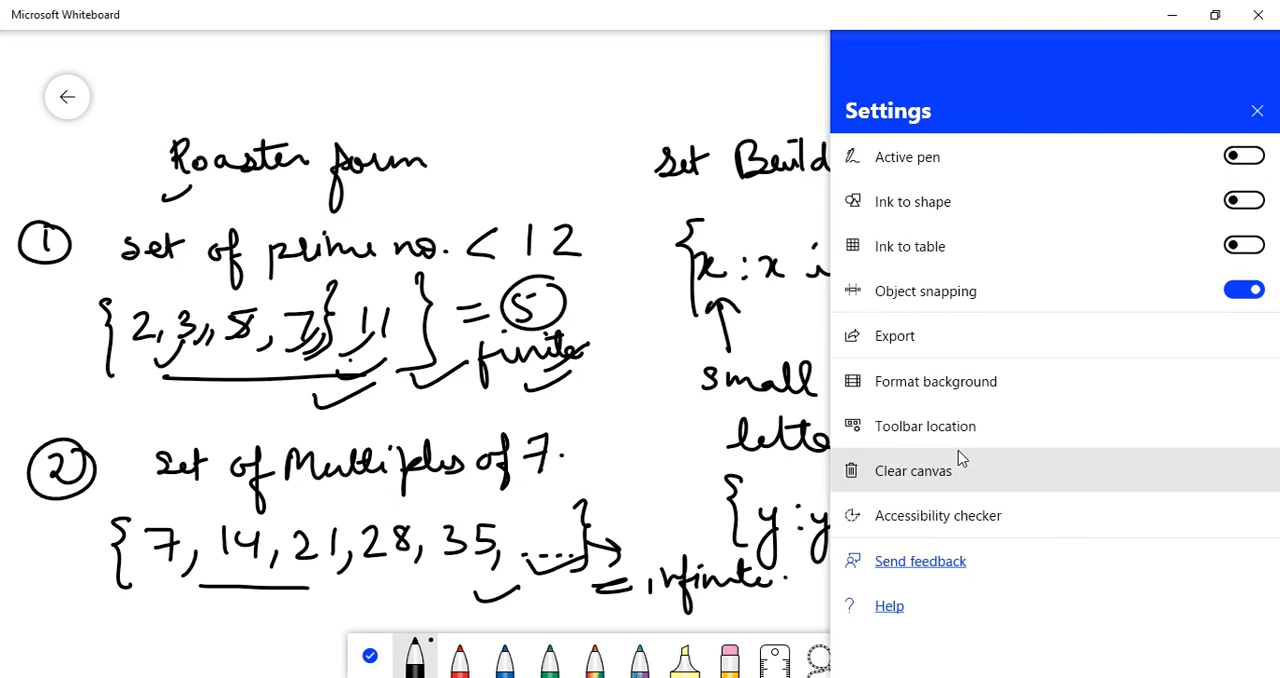 Microsoft Whiteboard
Roaster form
① set of prime no. < 12
{2, 3, 5, 7, 11} = 5
finite
② set of Multiples of 7.
{7, 14, 21, 28, 35, ....} → infinite.
set Build
{x : x i
small
lette
{y : y
Settings
Active pen
Ink to shape
Ink to table
Object snapping
Export
Format background
Toolbar location
Clear canvas
Accessibility checker
Send feedback
Help